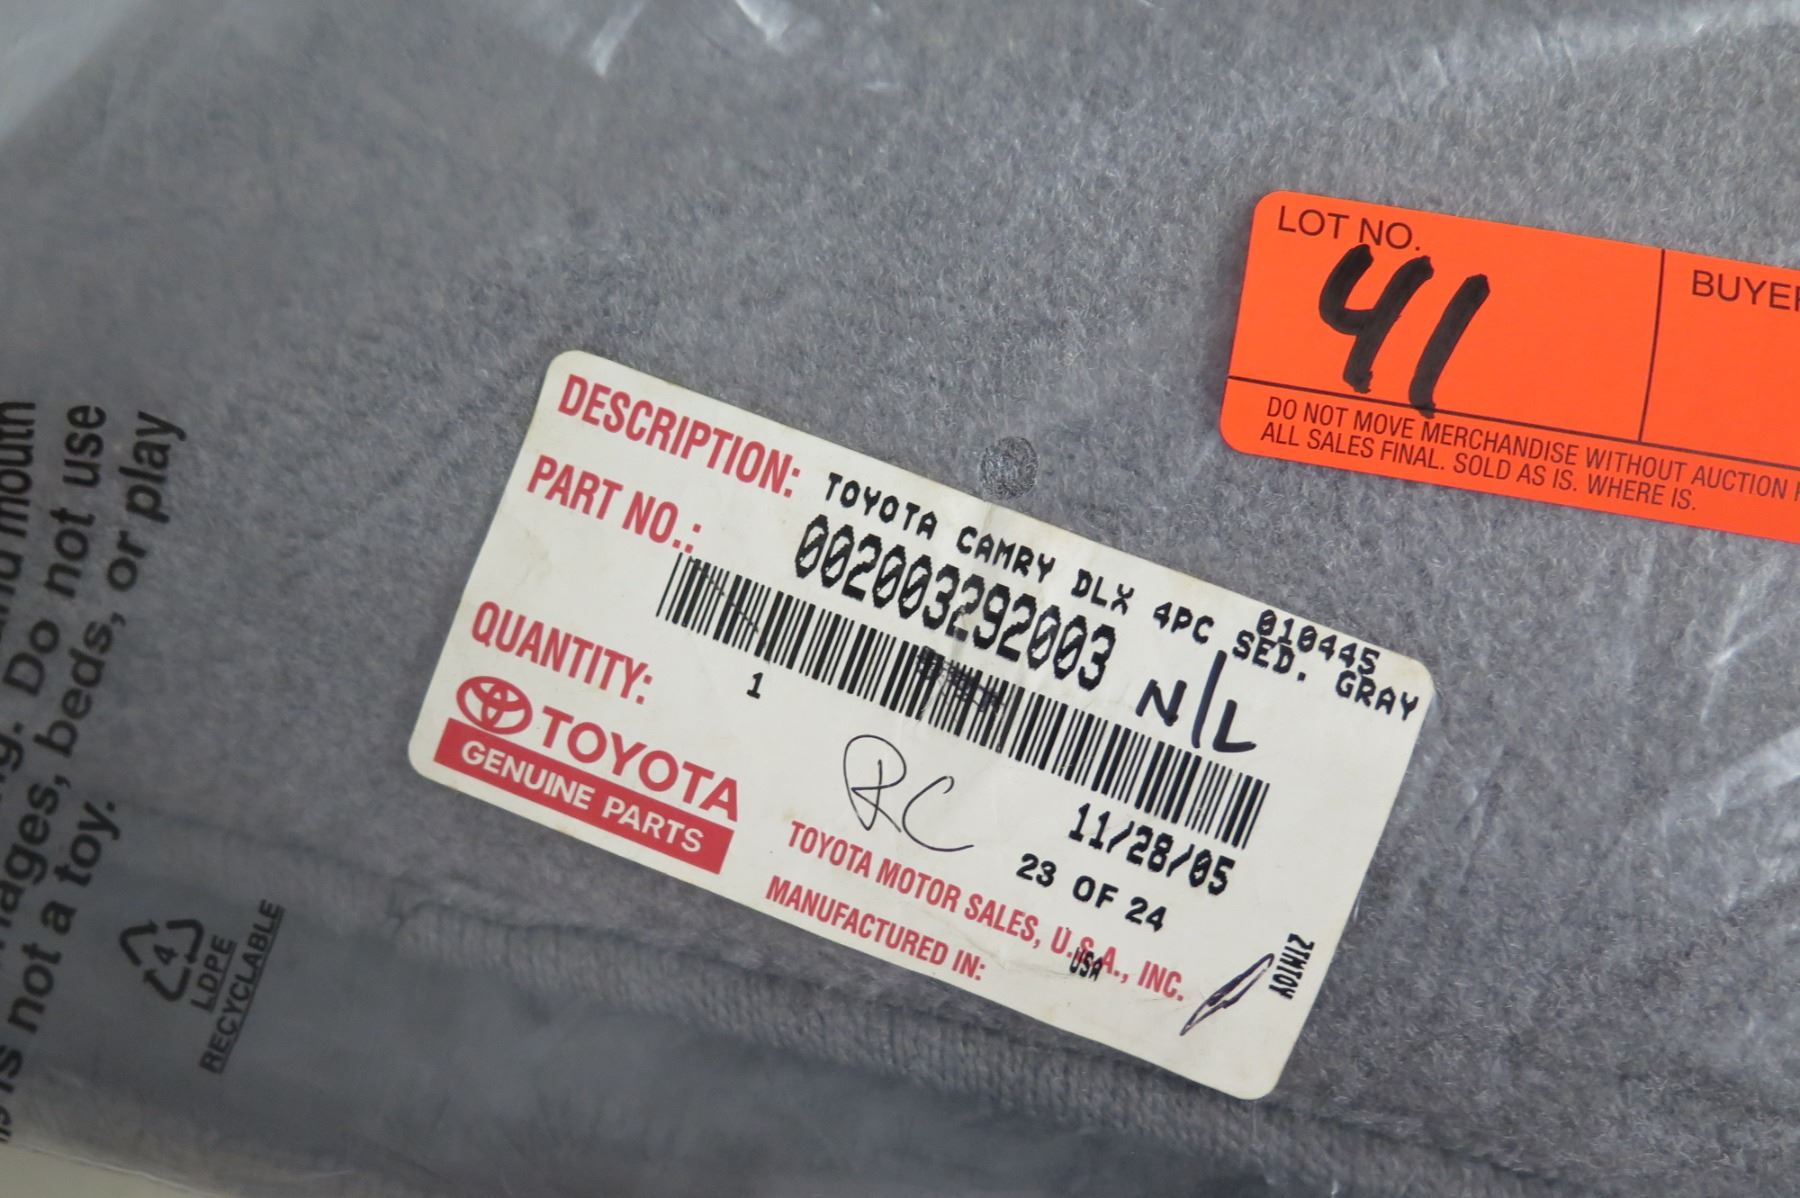 LOT NO.
41
BUYER
DO NOT MOVE MERCHANDISE WITHOUT AUCTION
ALL SALES FINAL. SOLD AS IS. WHERE IS.
DESCRIPTION: TOYOTA CAMRY DLX 4PC SED. GRAY
010445
PART NO.: 002003292003
N/L
QUANTITY: 1
RC
11/28/05
23 OF 24
TOYOTA
GENUINE PARTS
TOYOTA MOTOR SALES, U.S.A., INC.
MANUFACTURED IN: USA
ZIMIOY
and mouth
Do not use
beds, or play
is not a toy.
4
LDPE
RECYCLABLE